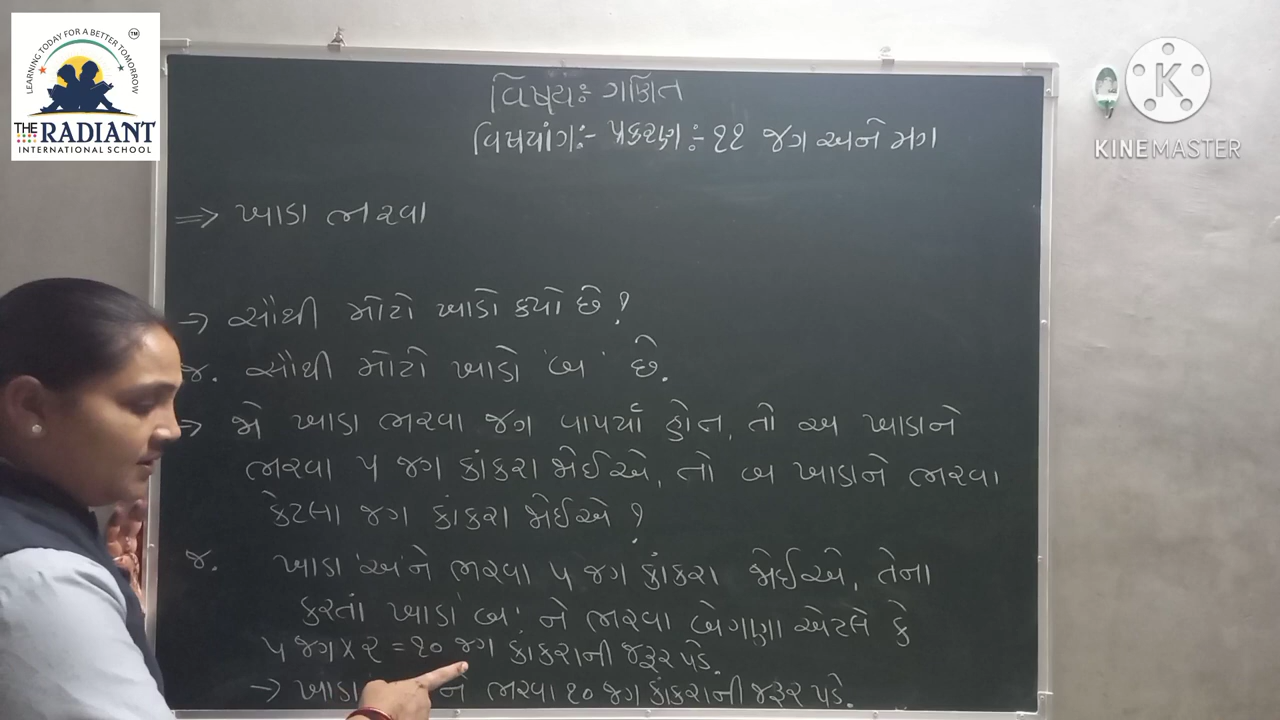 LEARNING TODAY FOR A BETTER TOMORROW
TM
THE RADIANT
INTERNATIONAL SCHOOL
K
KINEMASTER
વિષયઃ ગણિત
વિષયાંગઃ- પ્રકરણઃ- ૧૧ જગ અને મગ
=> ખાડા ભરવા
-> સૌથી મોટો ખાડો કયો છે?
જ. સૌથી મોટો ખાડો 'બ' છે.
-> જો ખાડા ભરવા જગ વાપર્યાં હોત, તો અ ખાડાને
ભરવા ૫ જગ કાંકરા જોઈએ, તો બ ખાડાને ભરવા
કેટલા જગ કાંકરા જોઈએ?
જ. ખાડા 'અ'ને ભરવા ૫ જગ કાંકરા જોઈએ, તેના
કરતાં ખાડા 'બ' ને ભરવા બેગણા એટલે કે
૫ જગ x ૨ = ૧૦ જગ કાંકરાની જરૂર પડે.
-> ખાડા ને ભરવા ૧૦ જગ કાંકરાની જરૂર પડે.